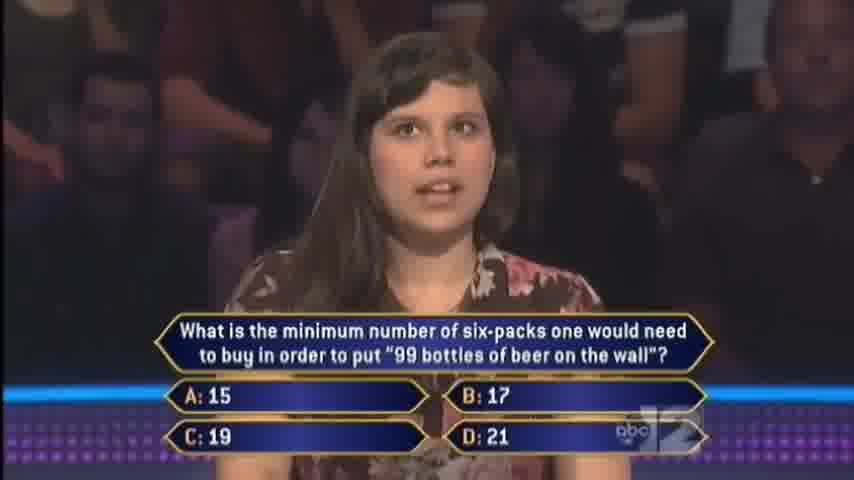 What is the minimum number of six-packs one would need
to buy in order to put "99 bottles of beer on the wall"?
A: 15
B: 17
C: 19
D: 21
abc 12